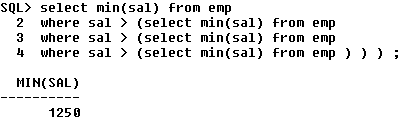 SQL> select min(sal) from emp
  2  where sal > (select min(sal) from emp
  3  where sal > (select min(sal) from emp
  4  where sal > (select min(sal) from emp ) ) ) ;
  MIN(SAL)
----------
      1250